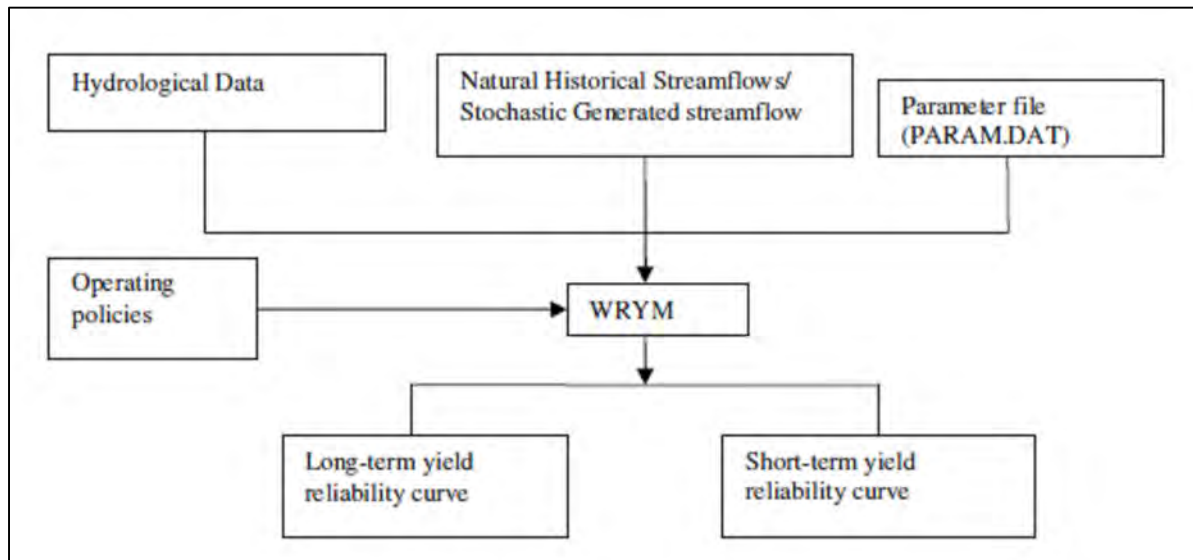 Hydrological Data
Natural Historical Streamflows/
Stochastic Generated streamflow
Parameter file
(PARAM.DAT)
Operating
policies
WRYM
Long-term yield
reliability curve
Short-term yield
reliability curve